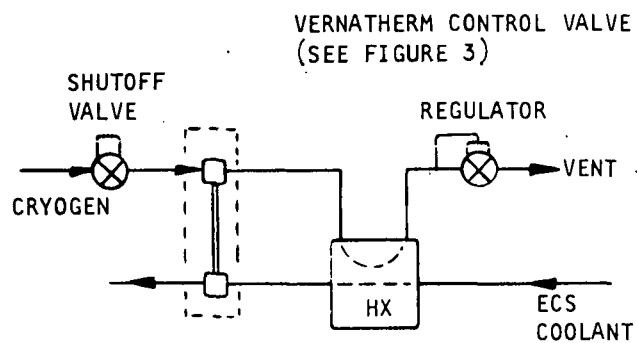 VERNATHERM CONTROL VALVE
(SEE FIGURE 3)
SHUTOFF
VALVE
REGULATOR
CRYOGEN
VENT
HX
ECS
COOLANT